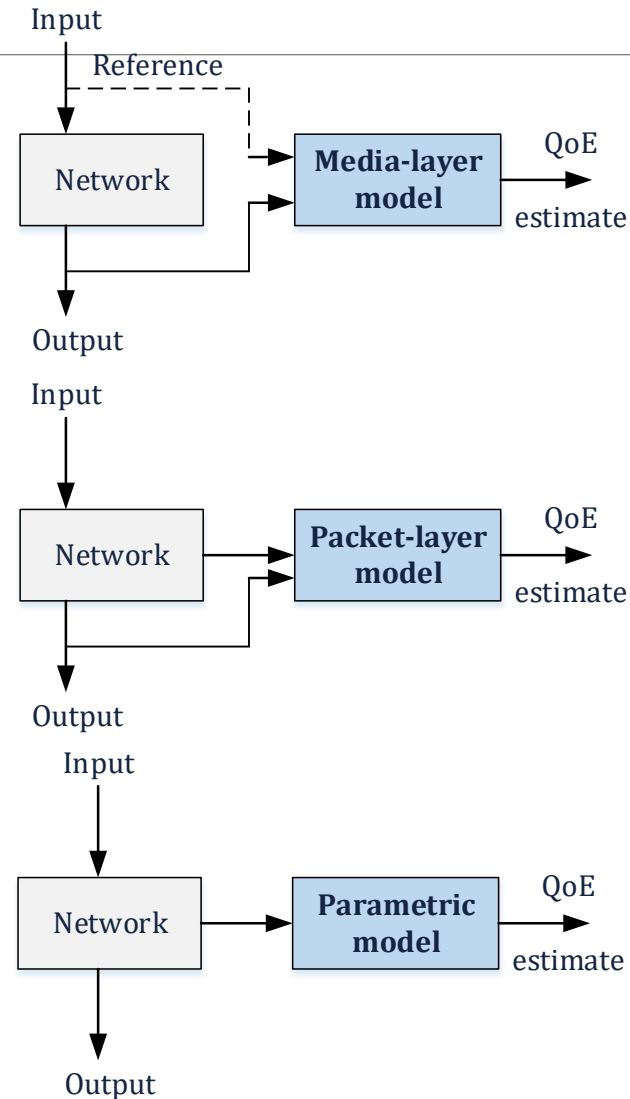 Input
Reference
Network
Media-layer
model
QoE
estimate
Output
Input
Network
Packet-layer
model
QoE
estimate
Output
Input
Network
Parametric
model
QoE
estimate
Output